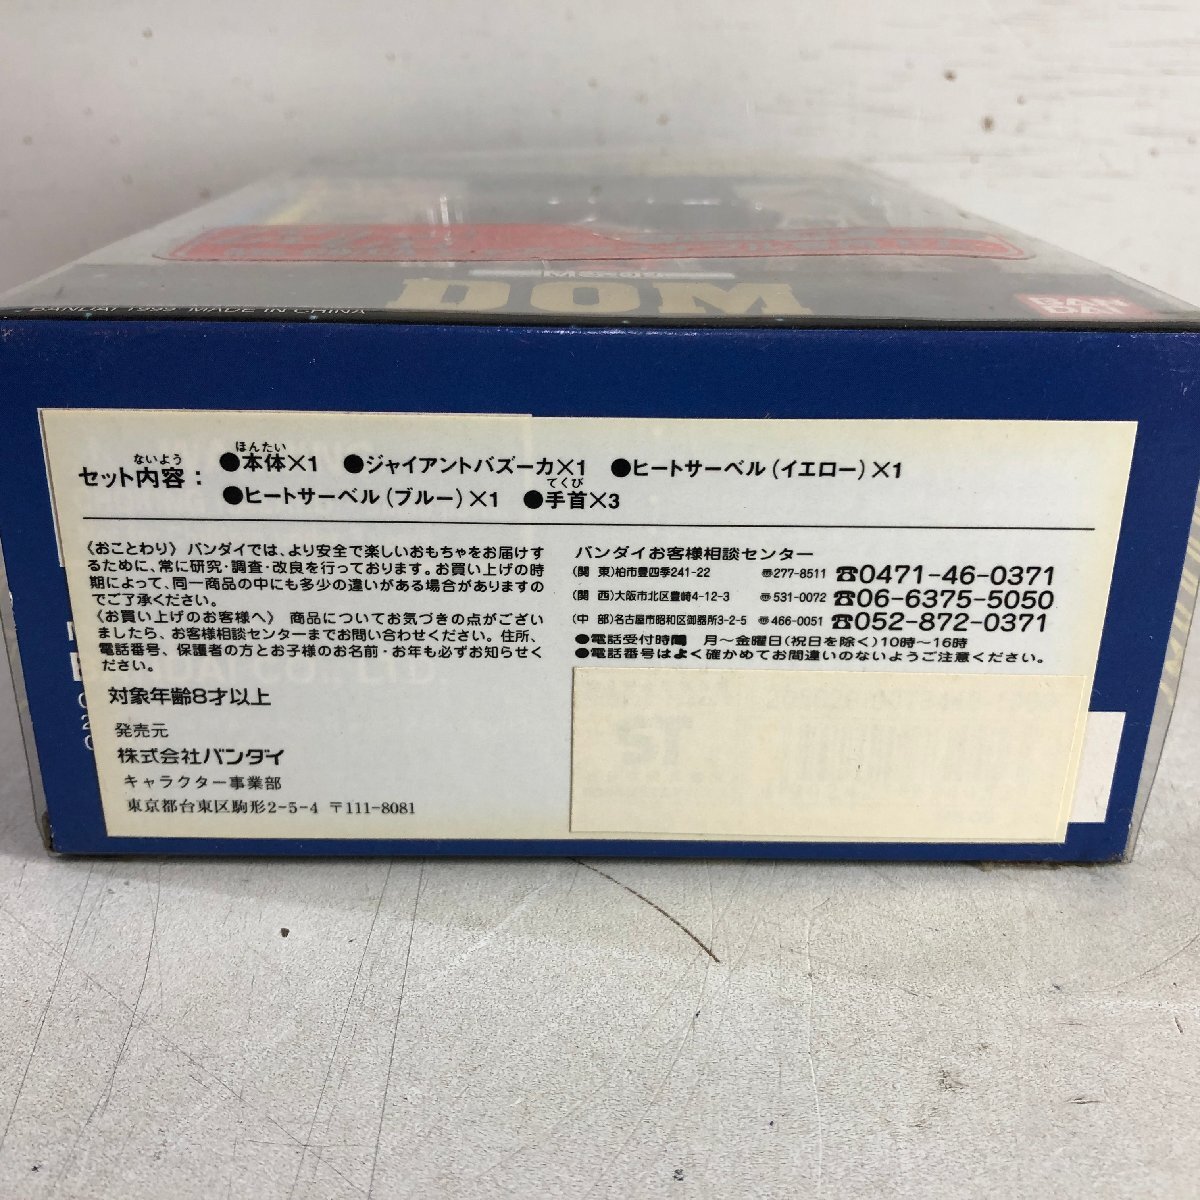 MS-09
DOM
BAN
DAI
BANDAI 1999 MADE IN CHINA
ないよう
ほんたい
セット内容： ●本体×1 ●ジャイアントバズーカ×1 ●ヒートサーベル(イエロー)×1
てくび
●ヒートサーベル(ブルー)×1 ●手首×3
〈おことわり〉バンダイでは、より安全で楽しいおもちゃをお届けす
るために、常に研究・調査・改良を行っております。お買い上げの時
期によって、同一商品の中にも多少の違いがある場合がありますの
でご了承ください。
〈お買い上げのお客様へ〉 商品についてお気づきの点がござい
ましたら、お客様相談センターまでお問い合わせください。住所、
電話番号、保護者の方とお子様のお名前・お年も必ずお知らせく
ださい。
対象年齢8才以上
発売元
株式会社バンダイ
キャラクター事業部
東京都台東区駒形2-5-4 〒111-8081
バンダイお客様相談センター
(関 東)柏市豊四季241-22 〠277-8511 ☎0471-46-0371
(関 西)大阪市北区豊崎4-12-3 〠531-0072 ☎06-6375-5050
(中 部)名古屋市昭和区御器所3-2-5 〠466-0051 ☎052-872-0371
●電話受付時間 月～金曜日(祝日を除く)10時～16時
●電話番号はよく確かめてお間違いのないようご注意ください。
CO., LTD.
ST